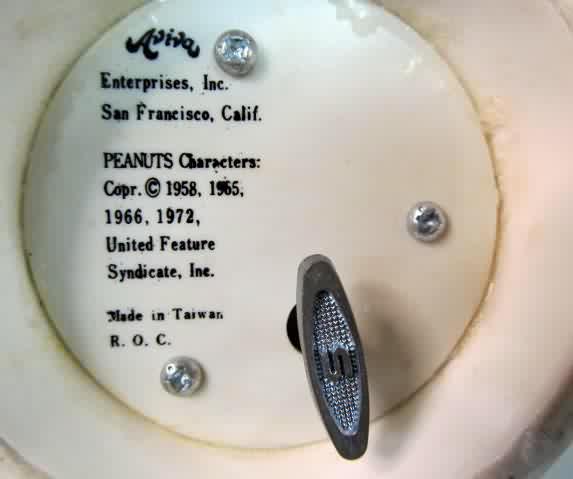 Aviva
Enterprises, Inc.
San Francisco, Calif.
PEANUTS Characters:
Copr. © 1958, 1965,
1966, 1972,
United Feature
Syndicate, Inc.
Made in Taiwan
R. O. C.
S